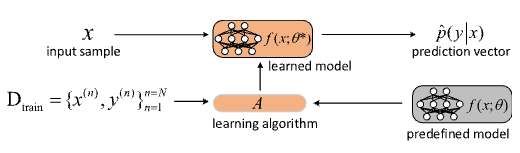 x
input sample
f(x;θ*)
learned model
p̂(y|x)
prediction vector
D_train = {x^(n), y^(n)}_{n=1}^{n=N}
A
learning algorithm
f(x;θ)
predefined model